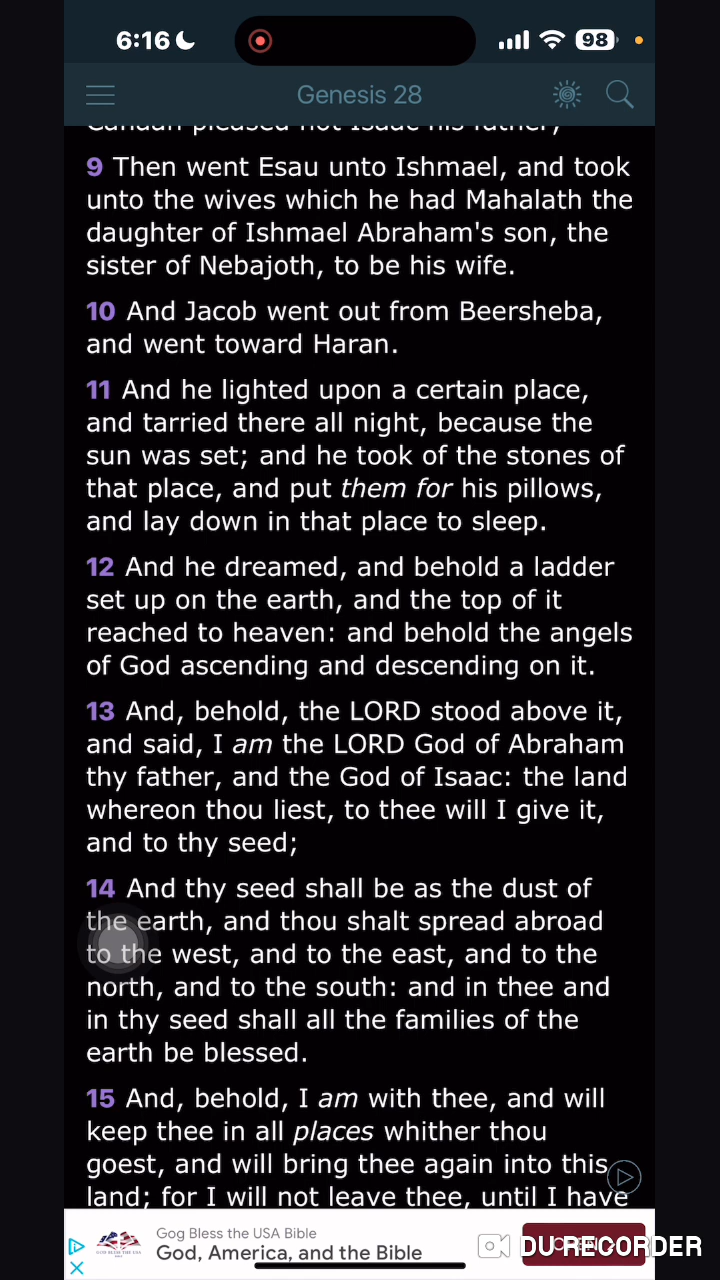 6:16
98
Genesis 28
Canaan pleased not Isaac his father;
9 Then went Esau unto Ishmael, and took
unto the wives which he had Mahalath the
daughter of Ishmael Abraham's son, the
sister of Nebajoth, to be his wife.
10 And Jacob went out from Beersheba,
and went toward Haran.
11 And he lighted upon a certain place,
and tarried there all night, because the
sun was set; and he took of the stones of
that place, and put them for his pillows,
and lay down in that place to sleep.
12 And he dreamed, and behold a ladder
set up on the earth, and the top of it
reached to heaven: and behold the angels
of God ascending and descending on it.
13 And, behold, the LORD stood above it,
and said, I am the LORD God of Abraham
thy father, and the God of Isaac: the land
whereon thou liest, to thee will I give it,
and to thy seed;
14 And thy seed shall be as the dust of
the earth, and thou shalt spread abroad
to the west, and to the east, and to the
north, and to the south: and in thee and
in thy seed shall all the families of the
earth be blessed.
15 And, behold, I am with thee, and will
keep thee in all places whither thou
goest, and will bring thee again into this
land; for I will not leave thee, until I have
Gog Bless the USA Bible
God, America, and the Bible
DU RECORDER